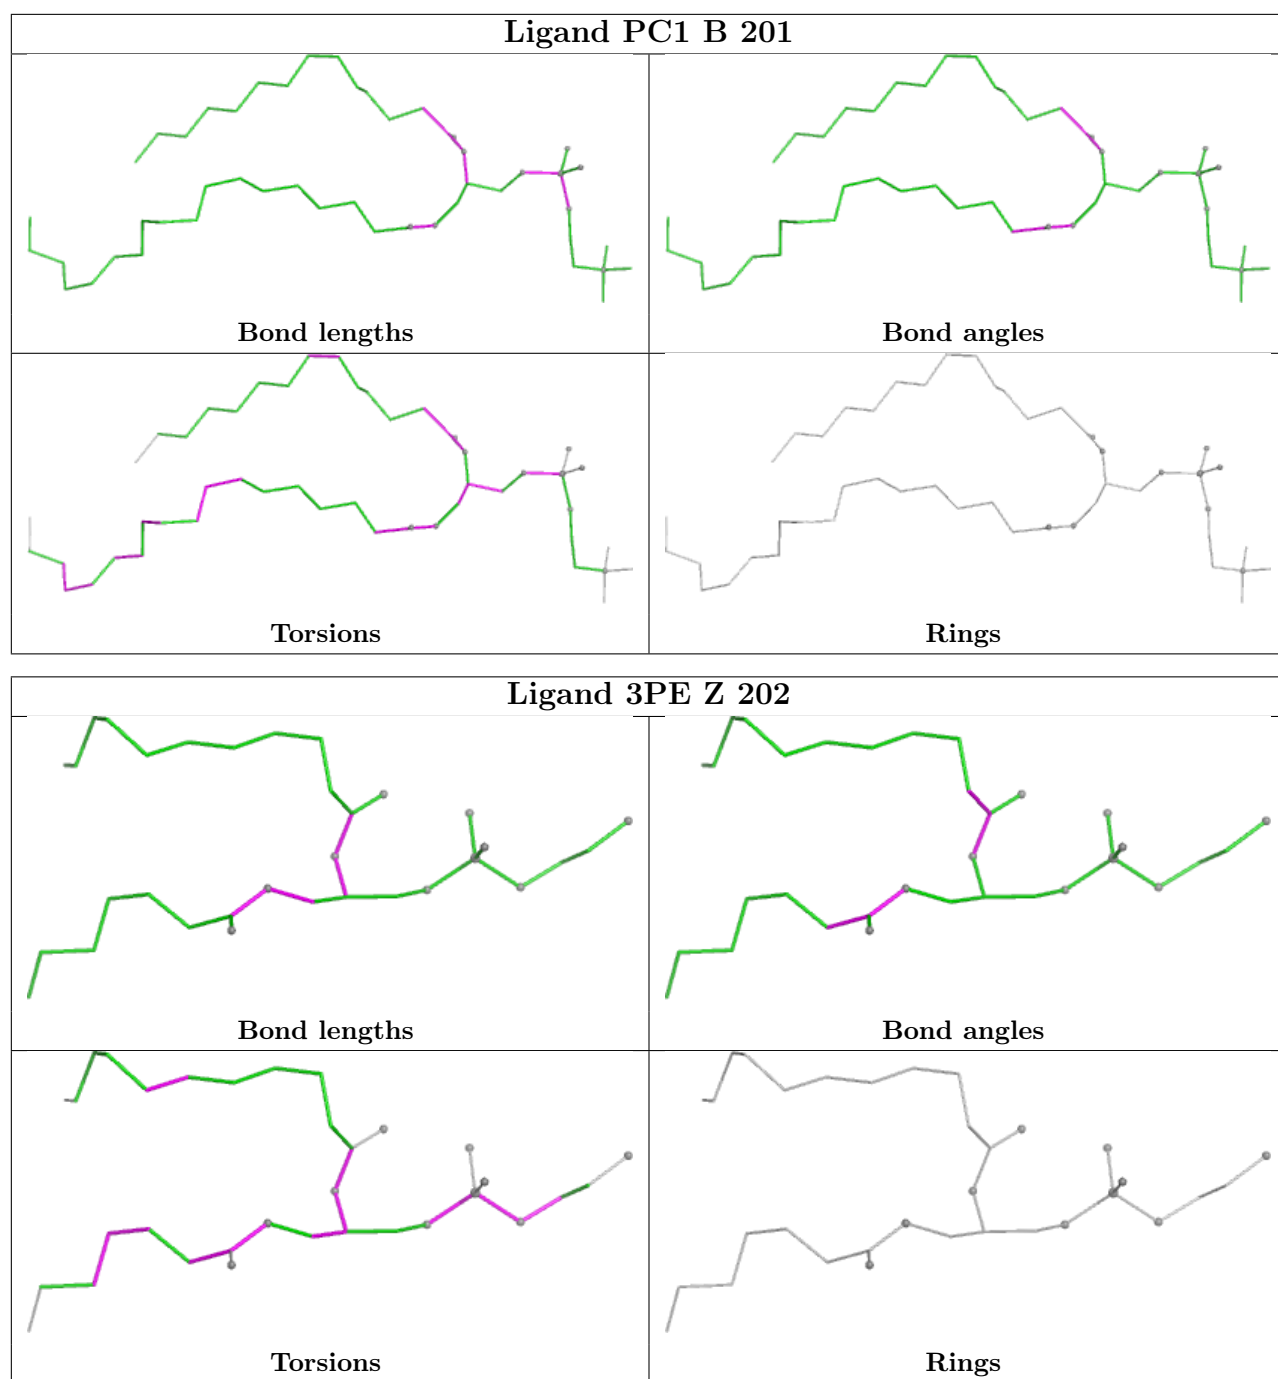 Ligand PC1 B 201
Bond lengths
Bond angles
Torsions
Rings
Ligand 3PE Z 202
Bond lengths
Bond angles
Torsions
Rings